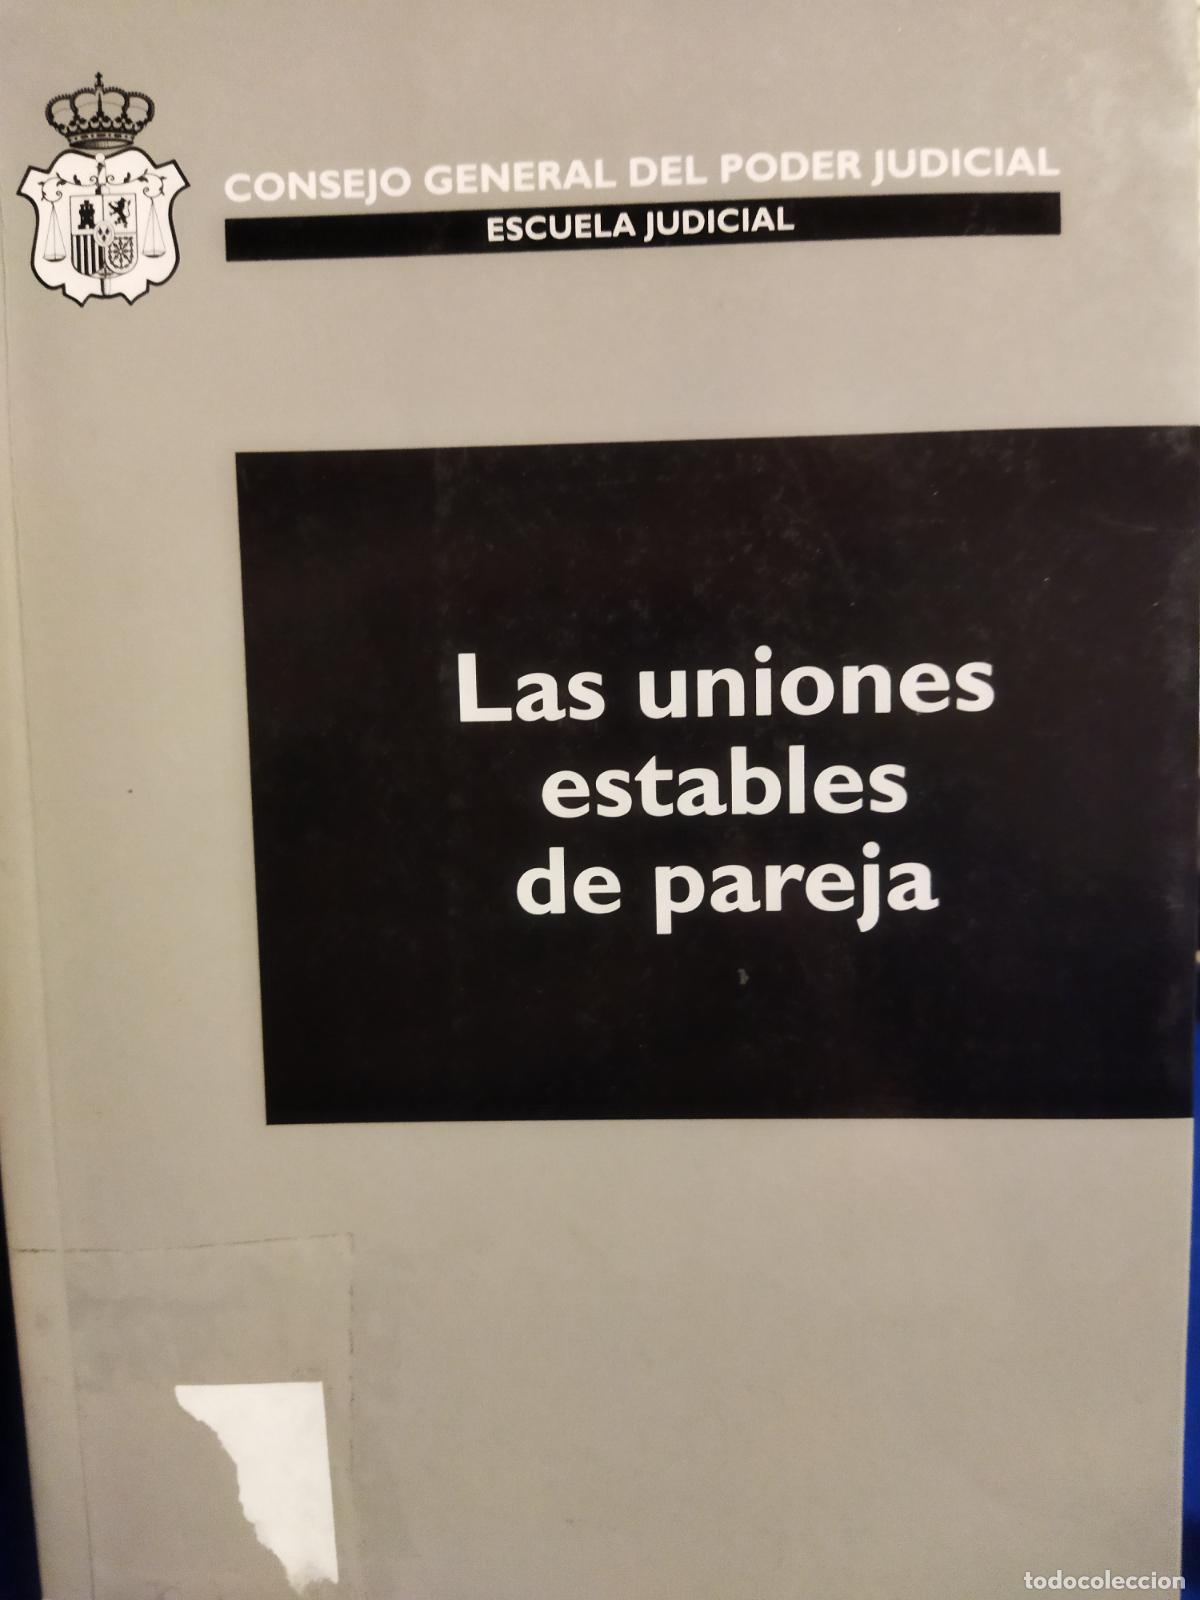 CONSEJO GENERAL DEL PODER JUDICIAL
ESCUELA JUDICIAL
Las uniones
estables
de pareja
todocoleccion